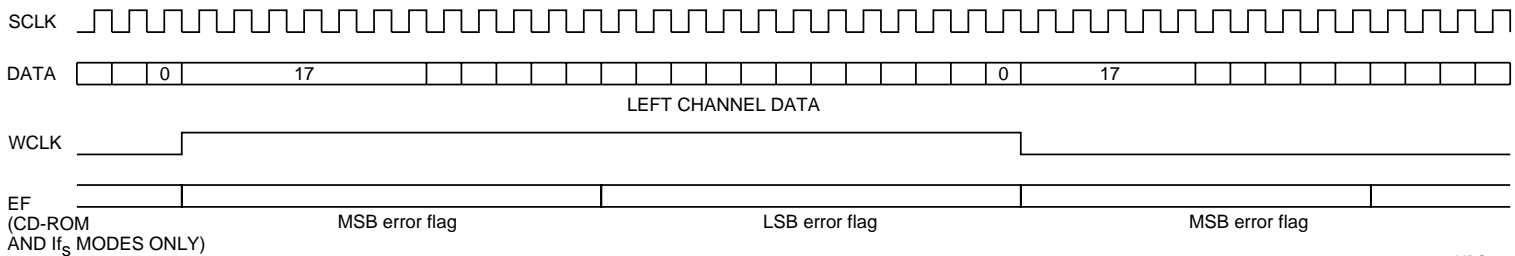 SCLK
DATA 0 17 0 17
LEFT CHANNEL DATA
WCLK
EF
(CD-ROM
AND Ifs MODES ONLY)
MSB error flag LSB error flag MSB error flag